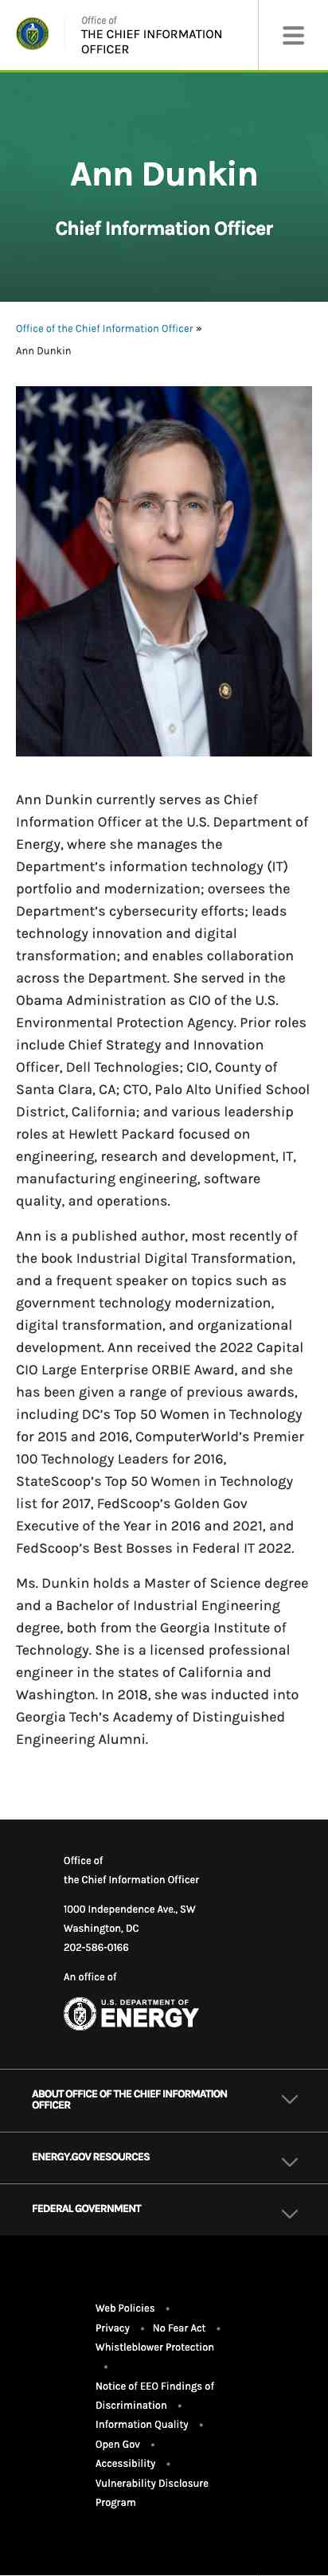 Office of
THE CHIEF INFORMATION
OFFICER
Ann Dunkin
Chief Information Officer
Office of the Chief Information Officer »
Ann Dunkin
Ann Dunkin currently serves as Chief
Information Officer at the U.S. Department of
Energy, where she manages the
Department’s information technology (IT)
portfolio and modernization; oversees the
Department’s cybersecurity efforts; leads
technology innovation and digital
transformation; and enables collaboration
across the Department. She served in the
Obama Administration as CIO of the U.S.
Environmental Protection Agency. Prior roles
include Chief Strategy and Innovation
Officer, Dell Technologies; CIO, County of
Santa Clara, CA; CTO, Palo Alto Unified School
District, California; and various leadership
roles at Hewlett Packard focused on
engineering, research and development, IT,
manufacturing engineering, software
quality, and operations.
Ann is a published author, most recently of
the book Industrial Digital Transformation,
and a frequent speaker on topics such as
government technology modernization,
digital transformation, and organizational
development. Ann received the 2022 Capital
CIO Large Enterprise ORBIE Award, and she
has been given a range of previous awards,
including DC’s Top 50 Women in Technology
for 2015 and 2016, ComputerWorld’s Premier
100 Technology Leaders for 2016,
StateScoop’s Top 50 Women in Technology
list for 2017, FedScoop’s Golden Gov
Executive of the Year in 2016 and 2021, and
FedScoop’s Best Bosses in Federal IT 2022.
Ms. Dunkin holds a Master of Science degree
and a Bachelor of Industrial Engineering
degree, both from the Georgia Institute of
Technology. She is a licensed professional
engineer in the states of California and
Washington. In 2018, she was inducted into
Georgia Tech’s Academy of Distinguished
Engineering Alumni.
Office of
the Chief Information Officer
1000 Independence Ave., SW
Washington, DC
202-586-0166
An office of
U.S. DEPARTMENT OF
ENERGY
ABOUT OFFICE OF THE CHIEF INFORMATION
OFFICER
ENERGY.GOV RESOURCES
FEDERAL GOVERNMENT
Web Policies •
Privacy • No Fear Act •
Whistleblower Protection
•
Notice of EEO Findings of
Discrimination •
Information Quality •
Open Gov •
Accessibility •
Vulnerability Disclosure
Program